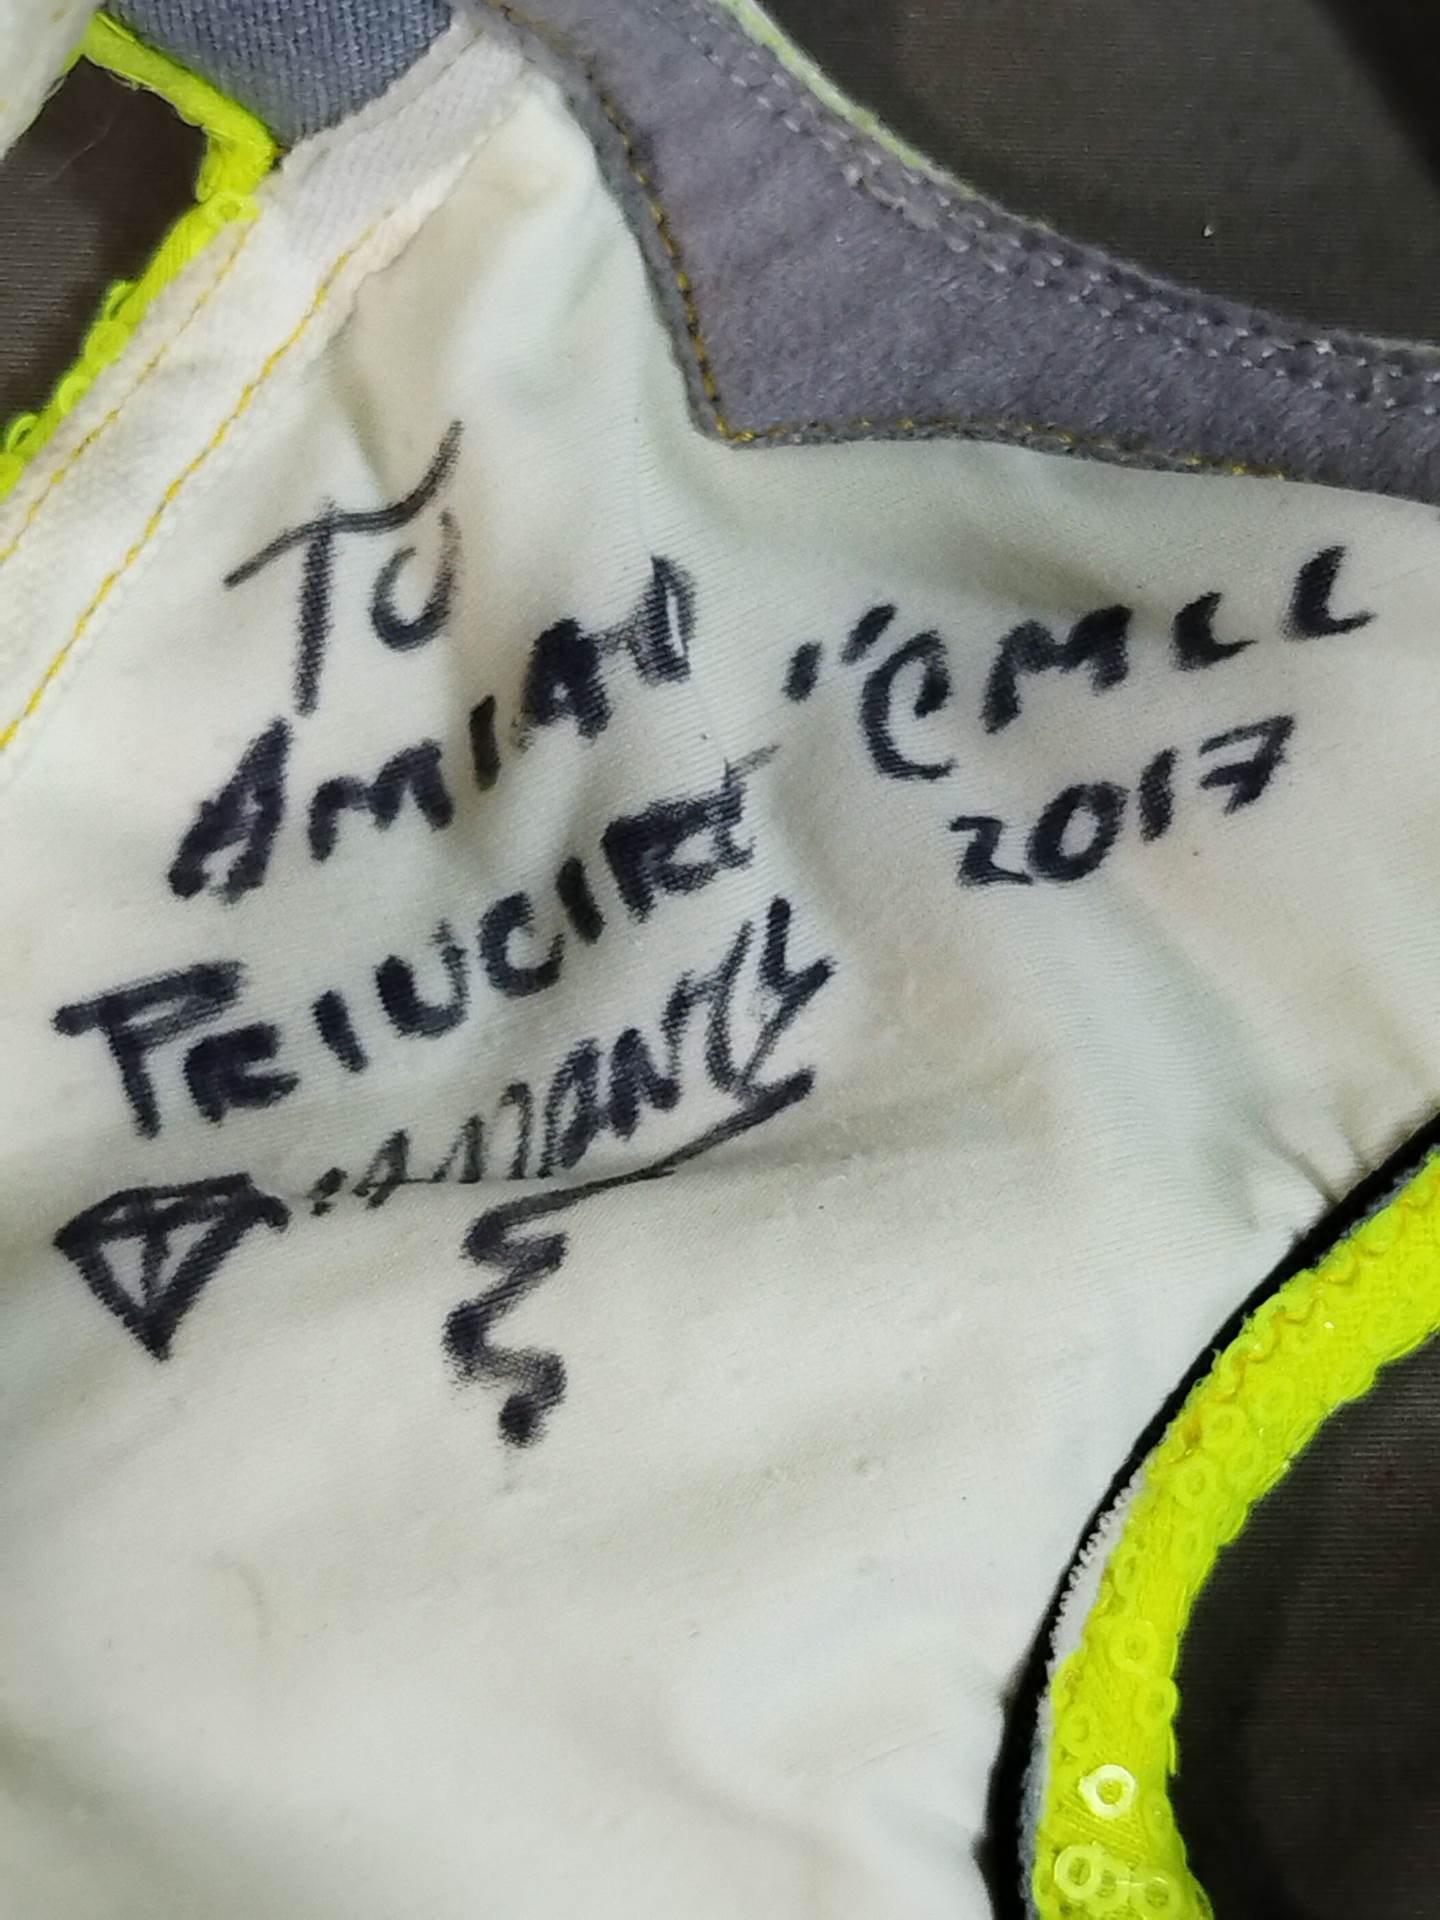 TU
AMIGO
PRINCIPE
DIAMANTE
"CMLL
2017